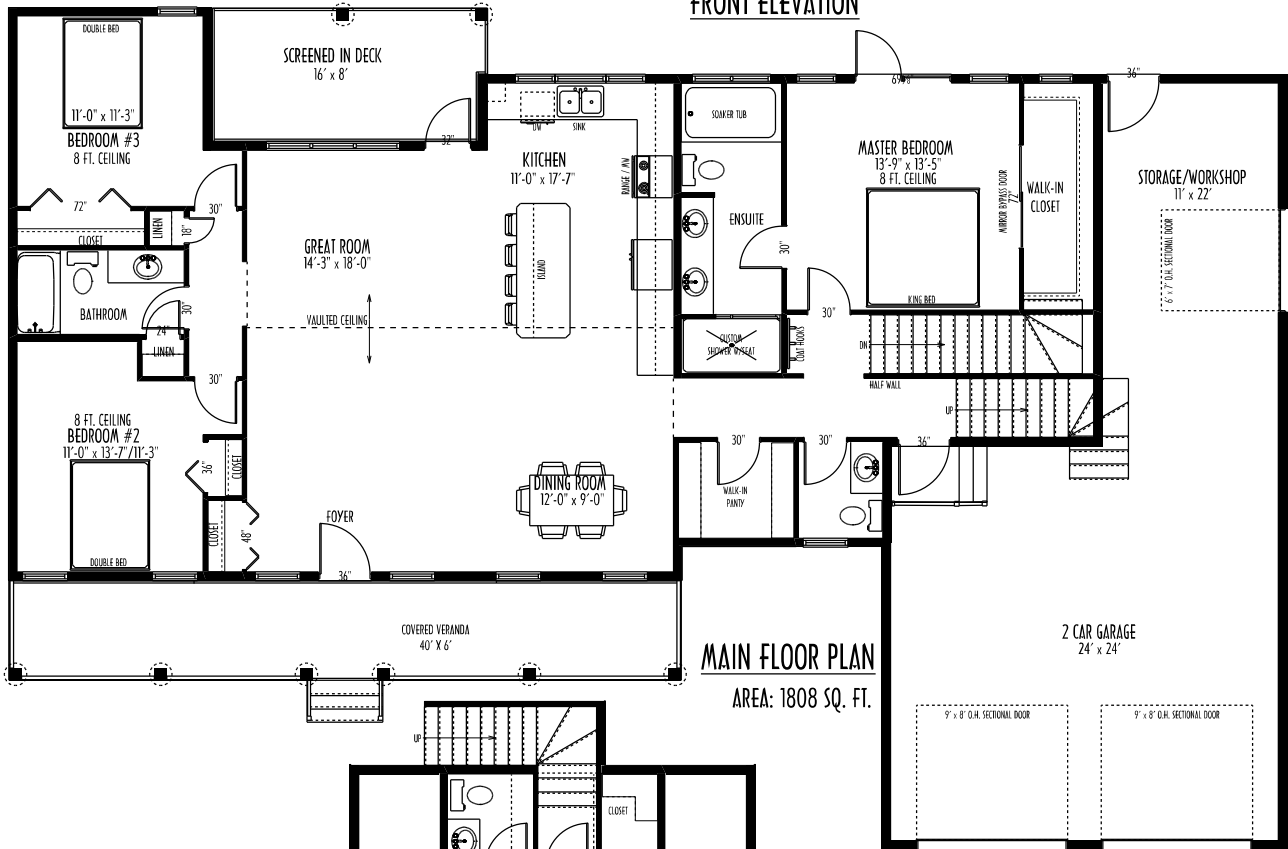 FRONT ELEVATION
DOUBLE BED
11'-0" x 11'-3"
BEDROOM #3
8 FT. CEILING
72"
CLOSET
LINEN
18"
30"
SCREENED IN DECK
16' x 8'
32"
DW
SINK
KITCHEN
11'-0" x 17'-7"
RANGE / MW
ISLAND
GREAT ROOM
14'-3" x 18'-0"
VAULTED CEILING
SOAKER TUB
ENSUITE
30"
CUSTOM
SHOWER W/SEAT
COAT HOOKS
MASTER BEDROOM
13'-9" x 13'-5"
8 FT. CEILING
KING BED
MIRROR BYPASS DOOR
72"
WALK-IN
CLOSET
36"
STORAGE/WORKSHOP
11' x 22'
6' x 7' O.H. SECTIONAL DOOR
BATHROOM
30"
24"
LINEN
30"
30"
DN
HALF WALL
UP
8 FT. CEILING
BEDROOM #2
11'-0" x 13'-7"/11'-3"
36"
CLOSET
DOUBLE BED
CLOSET
48"
FOYER
36"
DINING ROOM
12'-0" x 9'-0"
30"
WALK-IN
PANTY
30"
36"
COVERED VERANDA
40' X 6'
MAIN FLOOR PLAN
AREA: 1808 SQ. FT.
2 CAR GARAGE
24' x 24'
9' x 8' O.H. SECTIONAL DOOR
9' x 8' O.H. SECTIONAL DOOR
UP
CLOSET